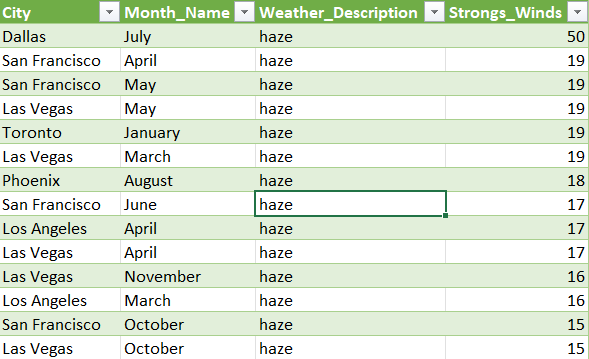 City Month_Name Weather_Description Strongs_Winds
Dallas July haze 50
San Francisco April haze 19
San Francisco May haze 19
Las Vegas May haze 19
Toronto January haze 19
Las Vegas March haze 19
Phoenix August haze 18
San Francisco June haze 17
Los Angeles April haze 17
Las Vegas April haze 17
Las Vegas November haze 16
Los Angeles March haze 16
San Francisco October haze 15
Las Vegas October haze 15